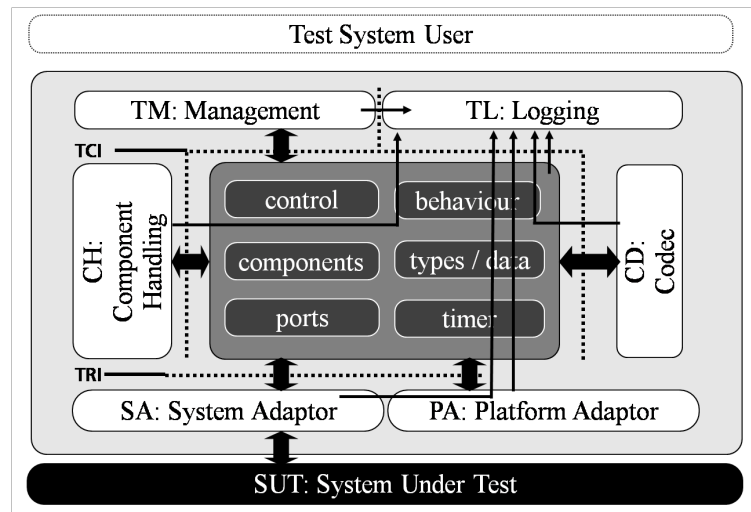 Test System User
TM: Management
TL: Logging
TCI
CH:
Component
Handling
control
behaviour
components
types / data
ports
timer
CD:
Codec
TRI
SA: System Adaptor
PA: Platform Adaptor
SUT: System Under Test